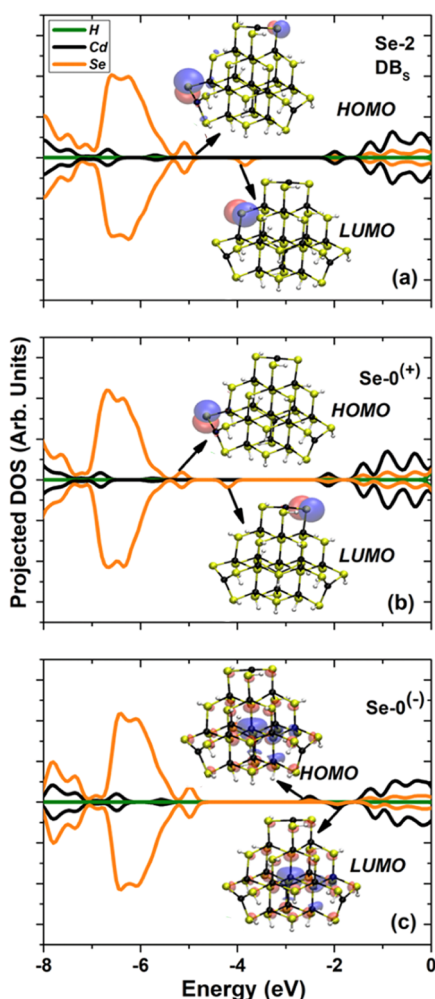 H
Cd
Se
Se-2
DBs
HOMO
LUMO
(a)
Se-0(+)
HOMO
LUMO
(b)
Se-0(-)
HOMO
LUMO
(c)
Projected DOS (Arb. Units)
-8 -6 -4 -2 0
Energy (eV)